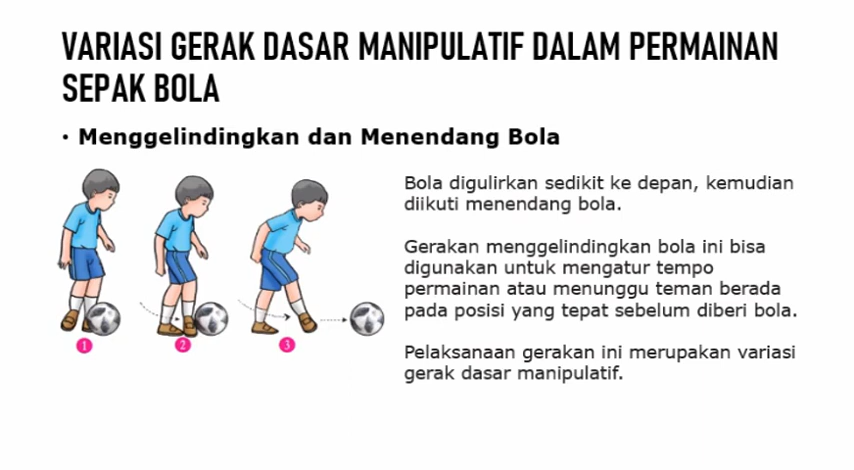 VARIASI GERAK DASAR MANIPULATIF DALAM PERMAINAN
SEPAK BOLA
• Menggelindingkan dan Menendang Bola
Bola digulirkan sedikit ke depan, kemudian
diikuti menendang bola.
Gerakan menggelindingkan bola ini bisa
digunakan untuk mengatur tempo
permainan atau menunggu teman berada
pada posisi yang tepat sebelum diberi bola.
Pelaksanaan gerakan ini merupakan variasi
gerak dasar manipulatif.
1
2
3